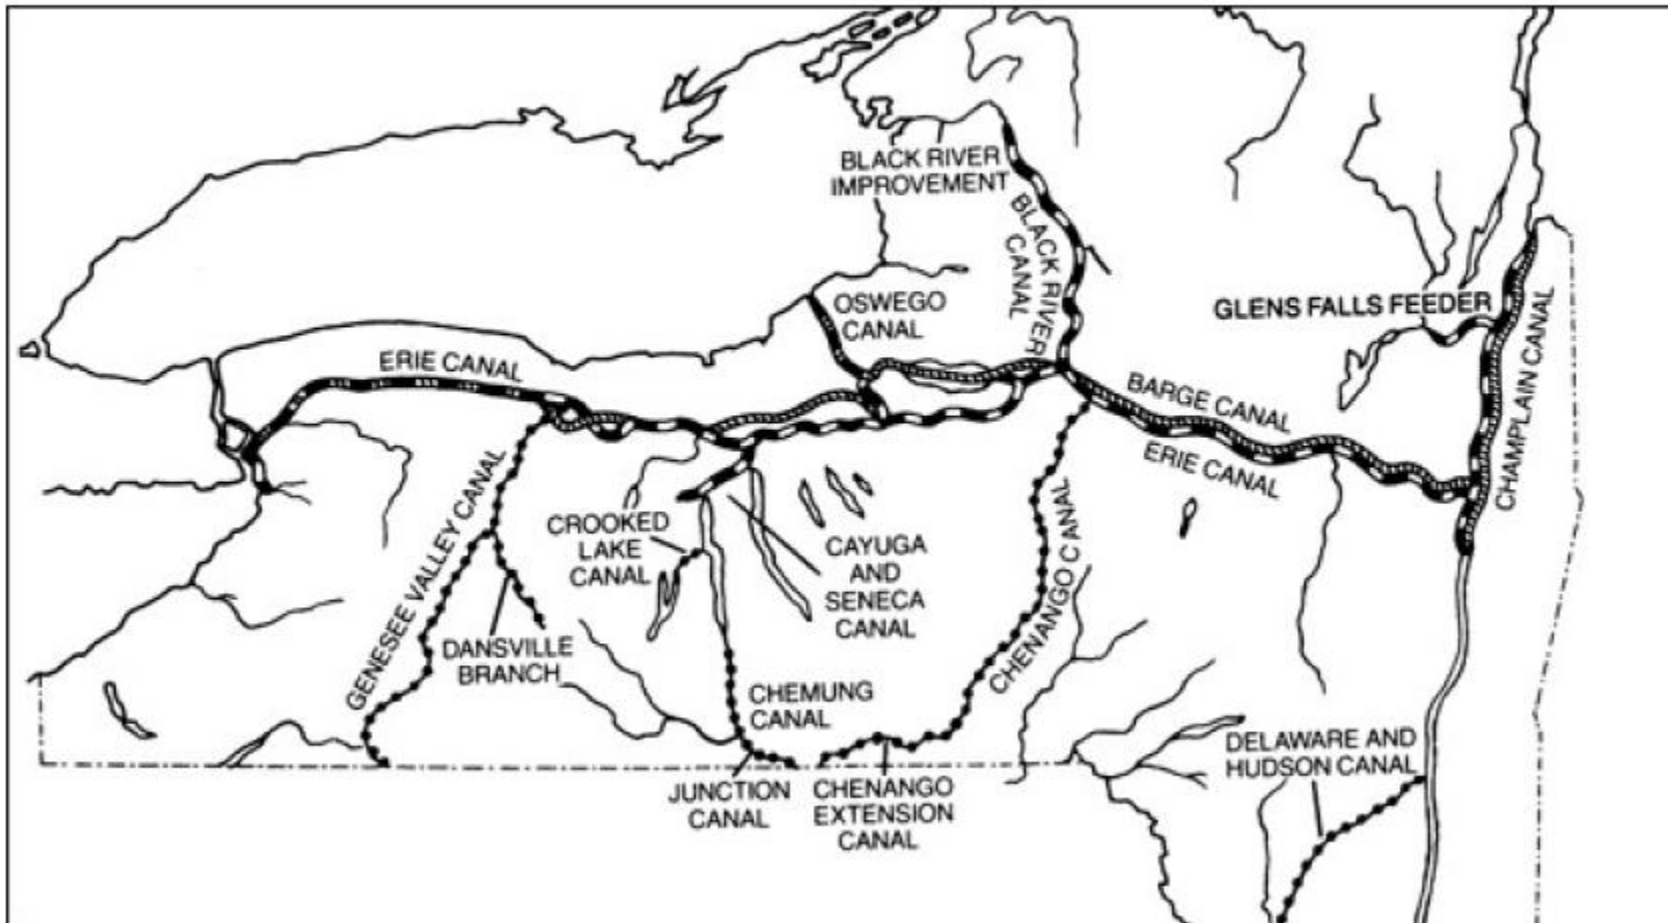 BLACK RIVER
IMPROVEMENT
BLACK RIVER
CANAL
OSWEGO
CANAL
GLENS FALLS FEEDER
CHAMPLAIN CANAL
ERIE CANAL
BARGE CANAL
ERIE CANAL
GENESEE VALLEY CANAL
CROOKED
LAKE
CANAL
CAYUGA
AND
SENECA
CANAL
CHENANGO CANAL
DANSVILLE
BRANCH
CHEMUNG
CANAL
JUNCTION
CANAL
CHENANGO
EXTENSION
CANAL
DELAWARE AND
HUDSON CANAL